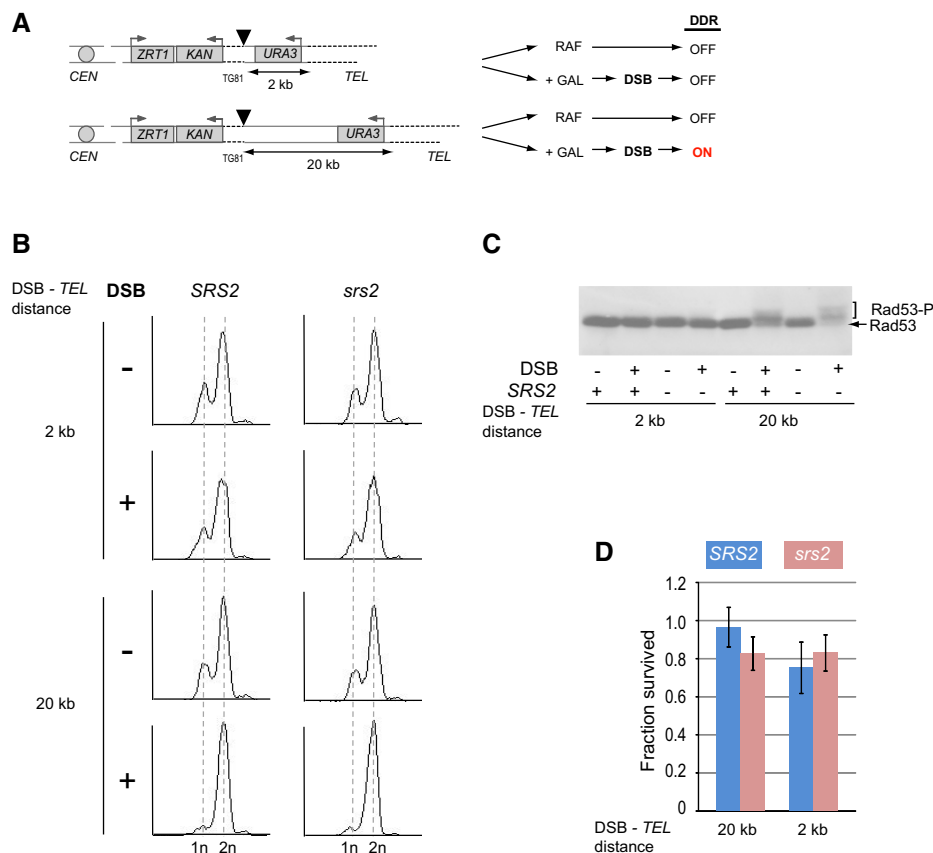 A
DDR
ZRT1 KAN URA3
CEN TG81 2 kb TEL
RAF OFF
+ GAL DSB OFF
ZRT1 KAN URA3
CEN TG81 20 kb TEL
RAF OFF
+ GAL DSB ON
B
DSB - TEL
distance
DSB
SRS2 srs2
2 kb
-
+
20 kb
-
+
1n 2n 1n 2n
C
Rad53-P
Rad53
- + - + - + - + DSB
+ + - - + + - - SRS2
DSB - TEL
distance
2 kb 20 kb
D
SRS2 srs2
Fraction survived
1.2
1.0
0.8
0.6
0.4
0.2
0
DSB - TEL
distance
20 kb 2 kb